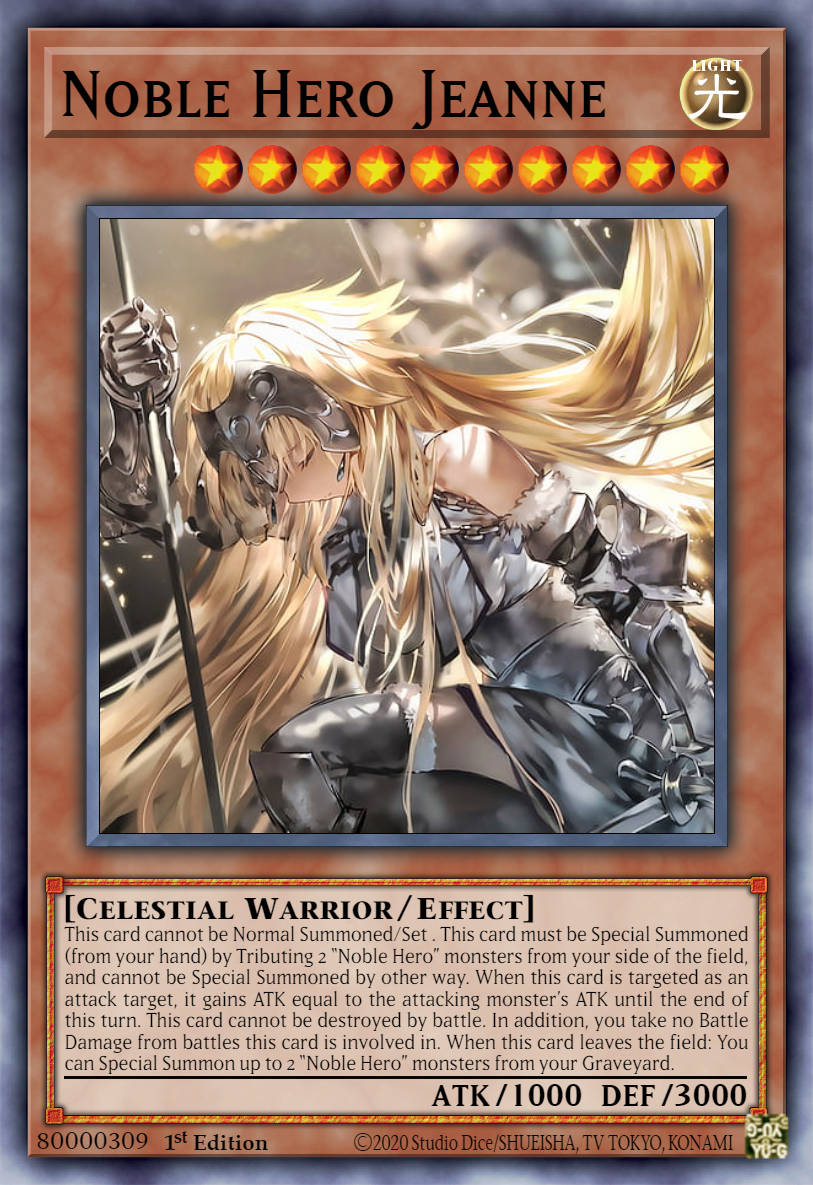 Noble Hero Jeanne
LIGHT
光
[Celestial Warrior/Effect]
This card cannot be Normal Summoned/Set . This card must be Special Summoned
(from your hand) by Tributing 2 "Noble Hero" monsters from your side of the field,
and cannot be Special Summoned by other way. When this card is targeted as an
attack target, it gains ATK equal to the attacking monster's ATK until the end of
this turn. This card cannot be destroyed by battle. In addition, you take no Battle
Damage from battles this card is involved in. When this card leaves the field: You
can Special Summon up to 2 "Noble Hero" monsters from your Graveyard.
ATK/1000 DEF/3000
80000309 1st Edition ©2020 Studio Dice/SHUEISHA, TV TOKYO, KONAMI